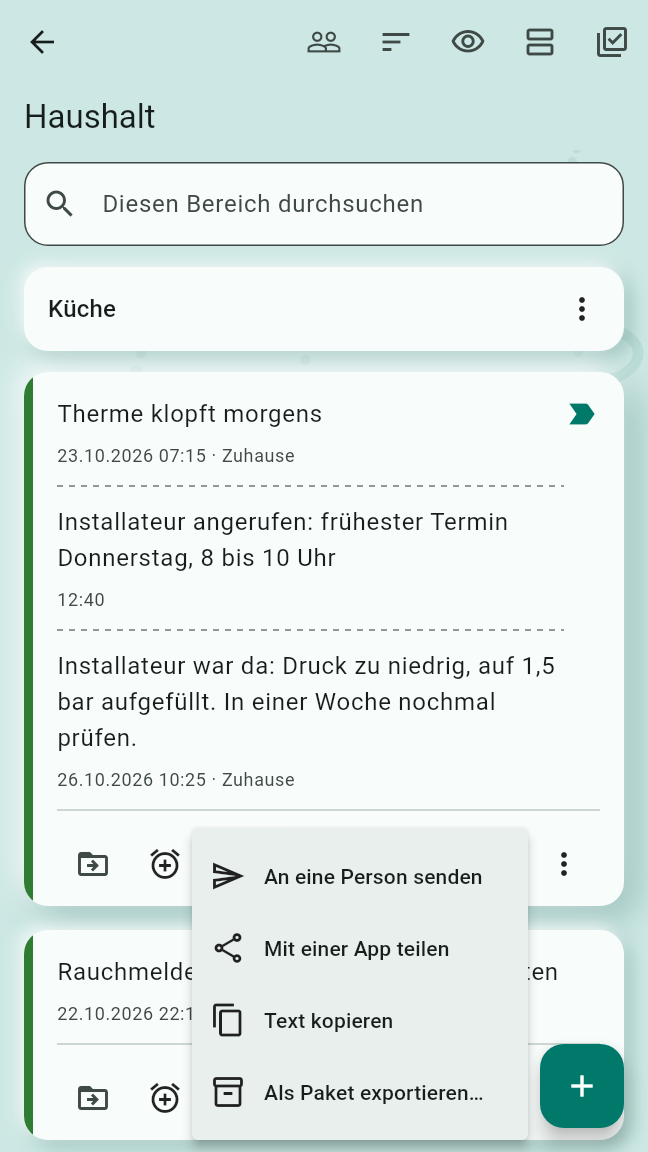 Haushalt
Diesen Bereich durchsuchen
Küche
Therme klopft morgens
23.10.2026 07:15 · Zuhause
Installateur angerufen: frühester Termin
Donnerstag, 8 bis 10 Uhr
12:40
Installateur war da: Druck zu niedrig, auf 1,5
bar aufgefüllt. In einer Woche nochmal
prüfen.
26.10.2026 10:25 · Zuhause
An eine Person senden
Mit einer App teilen
Text kopieren
Als Paket exportieren…
22.10.2026